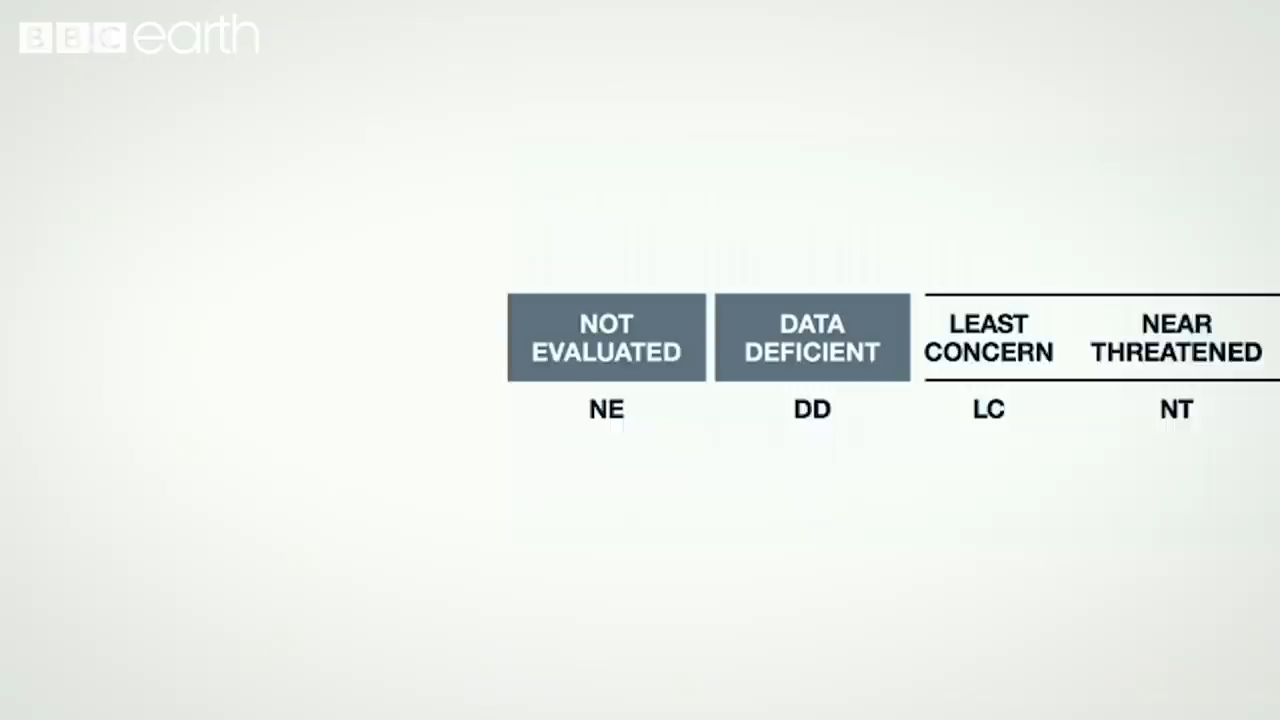 BBC earth
NOT EVALUATED
DATA DEFICIENT
LEAST CONCERN
NEAR THREATENED
NE
DD
LC
NT